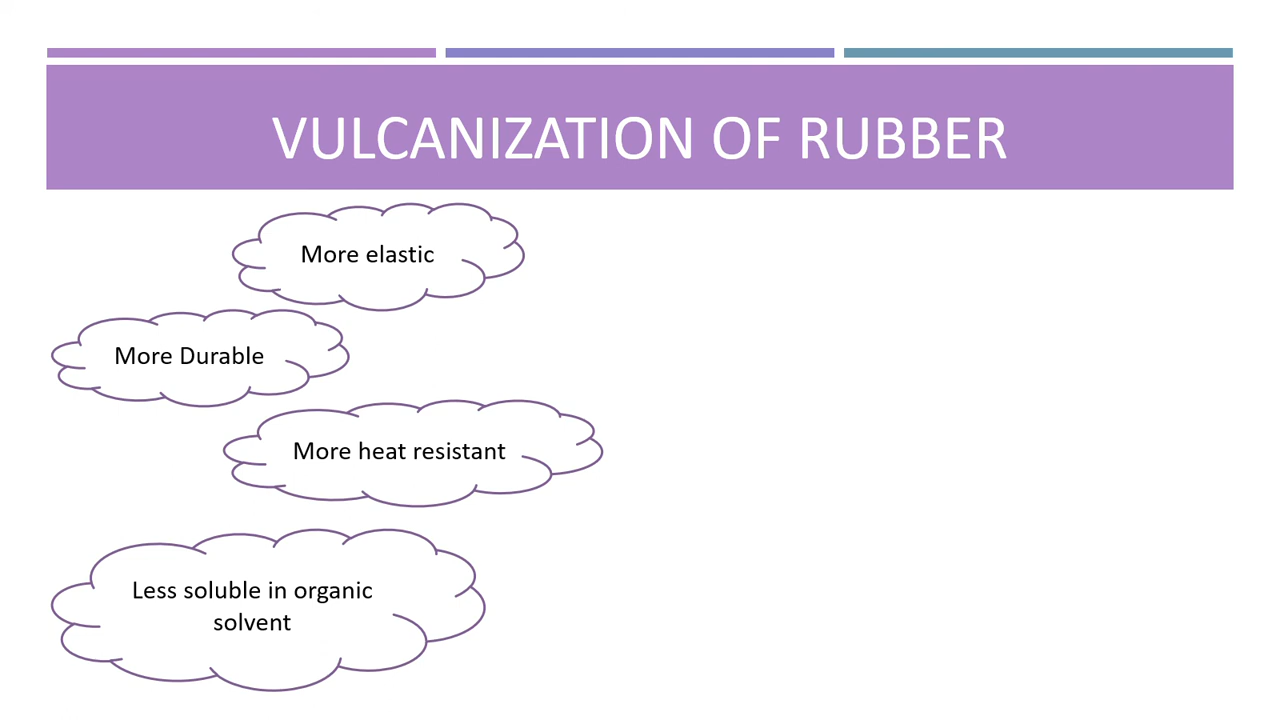 VULCANIZATION OF RUBBER
More elastic
More Durable
More heat resistant
Less soluble in organic
solvent